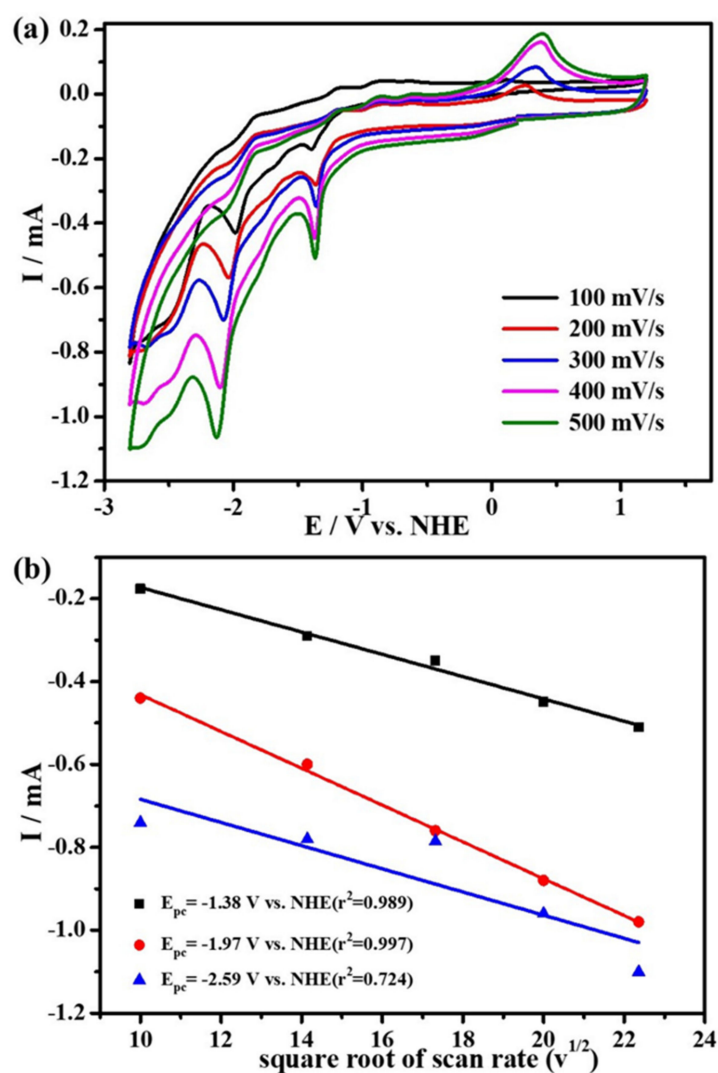 (a)
0.2
0.0
-0.2
-0.4
-0.6
-0.8
-1.0
-1.2
I / mA
100 mV/s
200 mV/s
300 mV/s
400 mV/s
500 mV/s
-3
-2
-1
0
1
E / V vs. NHE
(b)
-0.2
-0.4
-0.6
-0.8
-1.0
-1.2
I / mA
E_pc= -1.38 V vs. NHE(r²=0.989)
E_pc= -1.97 V vs. NHE(r²=0.997)
E_pc= -2.59 V vs. NHE(r²=0.724)
10
12
14
16
18
20
22
24
square root of scan rate (v^1/2)